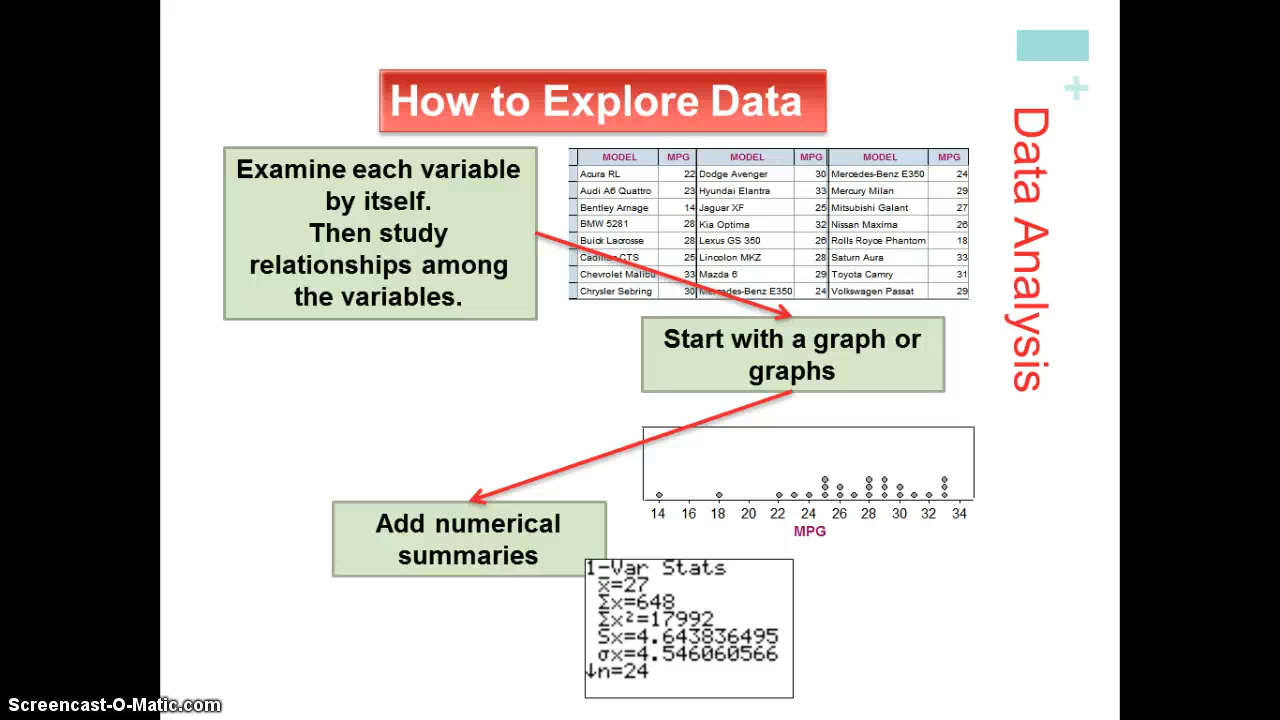 How to Explore Data
Data Analysis
+
Examine each variable
by itself.
Then study
relationships among
the variables.
MODEL MPG MODEL MPG MODEL MPG
Acura RL 22 Dodge Avenger 30 Mercedes-Benz E350 24
Audi A6 Quattro 23 Hyundai Elantra 33 Mercury Milan 29
Bentley Arnage 14 Jaguar XF 25 Mitsubishi Galant 27
BMW 5281 28 Kia Optima 32 Nissan Maxima 26
Buick Lacrosse 28 Lexus GS 350 26 Rolls Royce Phantom 18
Cadillac CTS 25 Lincolon MKZ 28 Saturn Aura 33
Chevrolet Malibu 33 Mazda 6 29 Toyota Camry 31
Chrysler Sebring 30 Mercedes-Benz E350 24 Volkswagen Passat 29
Start with a graph or
graphs
14 16 18 20 22 24 26 28 30 32 34
MPG
Add numerical
summaries
1-Var Stats
x̄=27
Σx=648
Σx²=17992
Sx=4.643836495
σx=4.546060566
↓n=24
Screencast-O-Matic.com